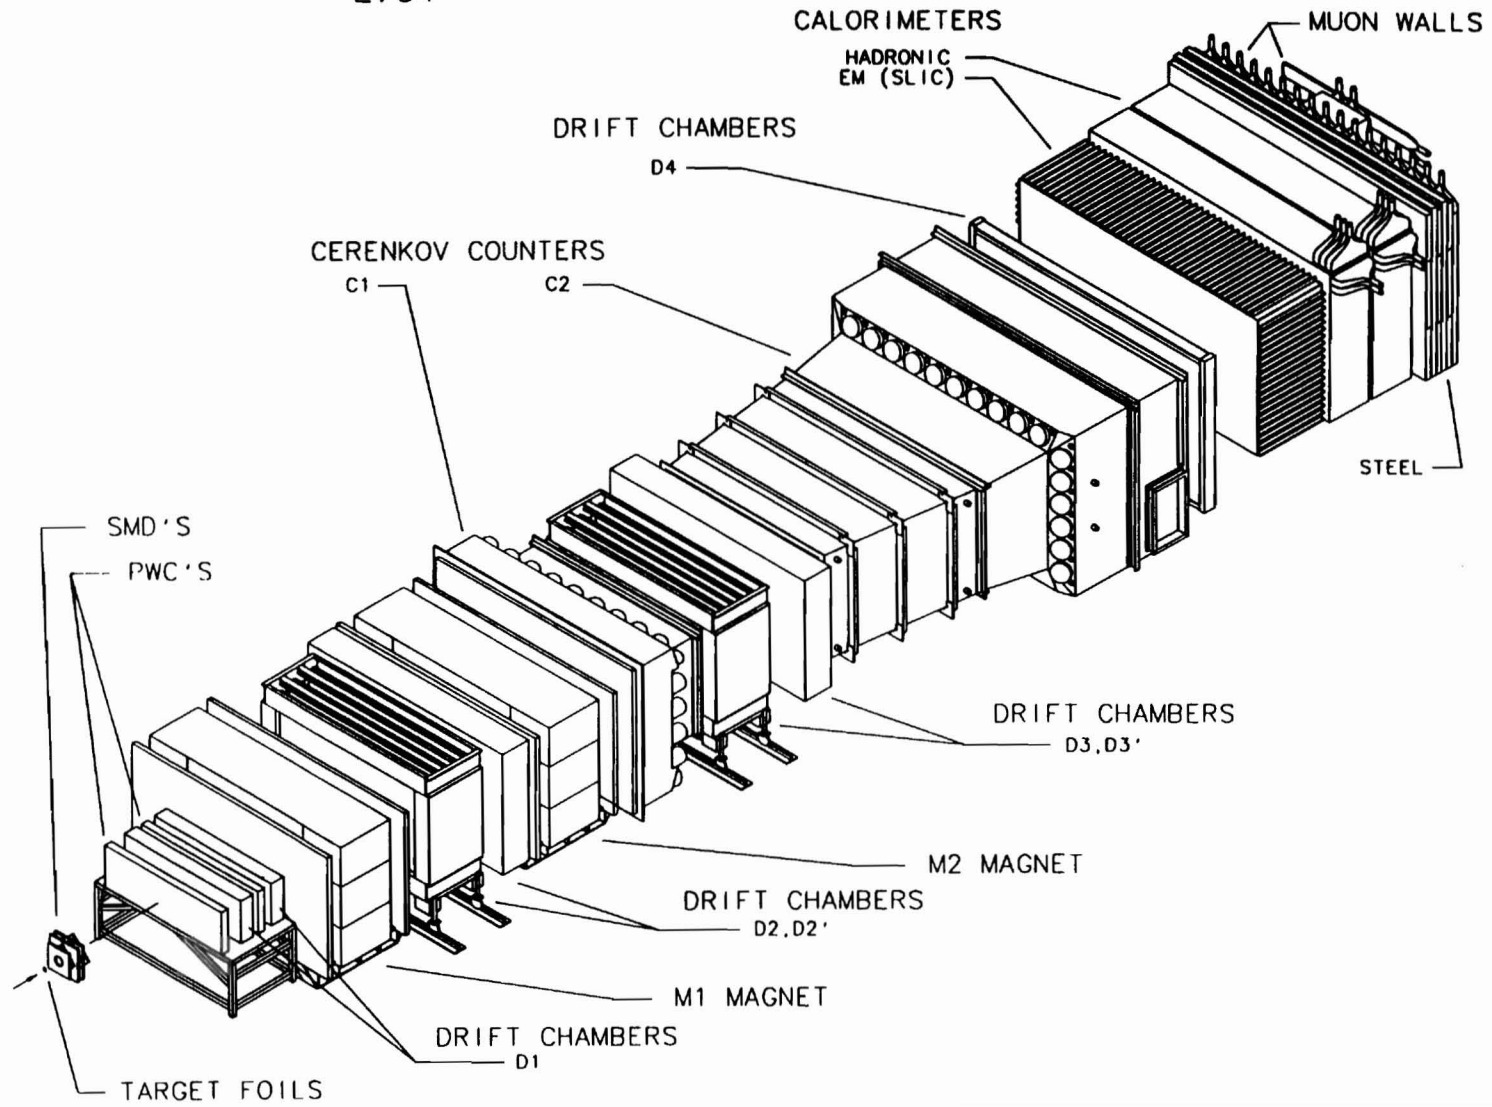 CALORIMETERS
MUON WALLS
HADRONIC
EM (SLIC)
DRIFT CHAMBERS
D4
CERENKOV COUNTERS
C1
C2
STEEL
SMD'S
PWC'S
DRIFT CHAMBERS
D3,D3'
M2 MAGNET
DRIFT CHAMBERS
D2,D2'
M1 MAGNET
DRIFT CHAMBERS
D1
TARGET FOILS